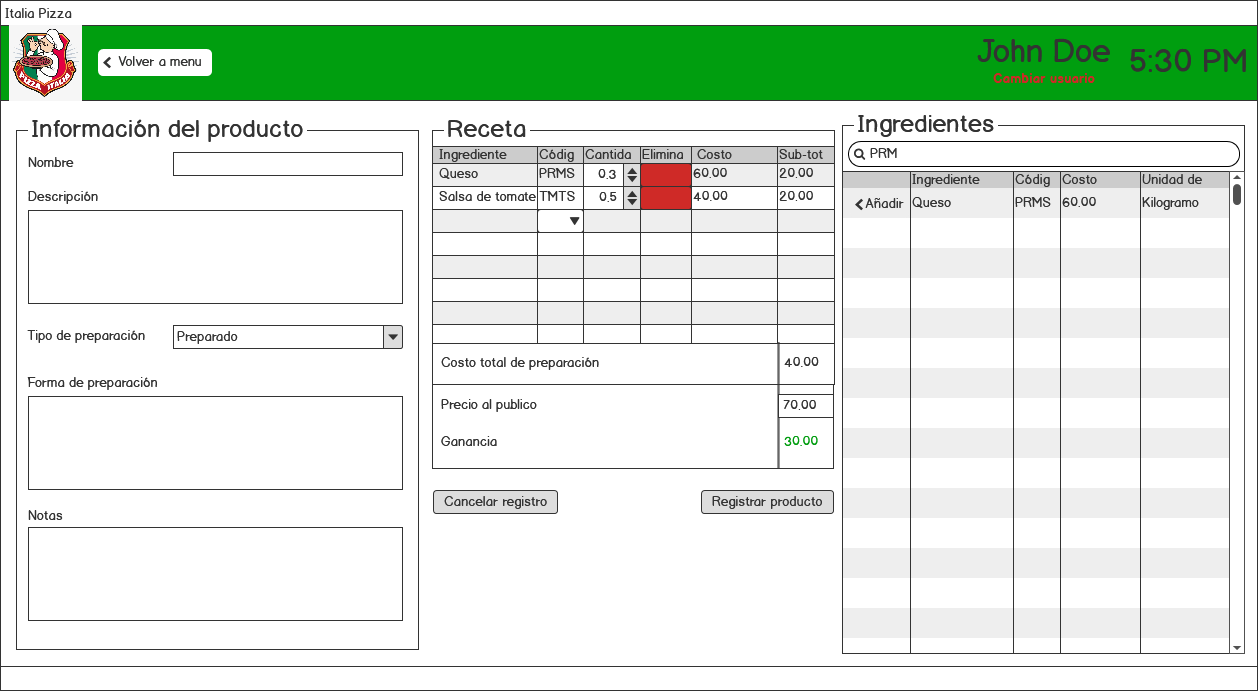 Italia Pizza
Volver a menu
John Doe
Cambiar usuario
5:30 PM
Información del producto
Nombre
Descripción
Tipo de preparación
Preparado
Forma de preparación
Notas
Receta
Ingrediente Códig Cantida Elimina Costo Sub-tot
Queso PRMS 0.3 60.00 20.00
Salsa de tomate TMTS 0.5 40.00 20.00
Costo total de preparación 40.00
Precio al publico 70.00
Ganancia 30.00
Cancelar registro
Registrar producto
Ingredientes
PRM
Ingrediente Códig Costo Unidad de
Añadir Queso PRMS 60.00 Kilogramo